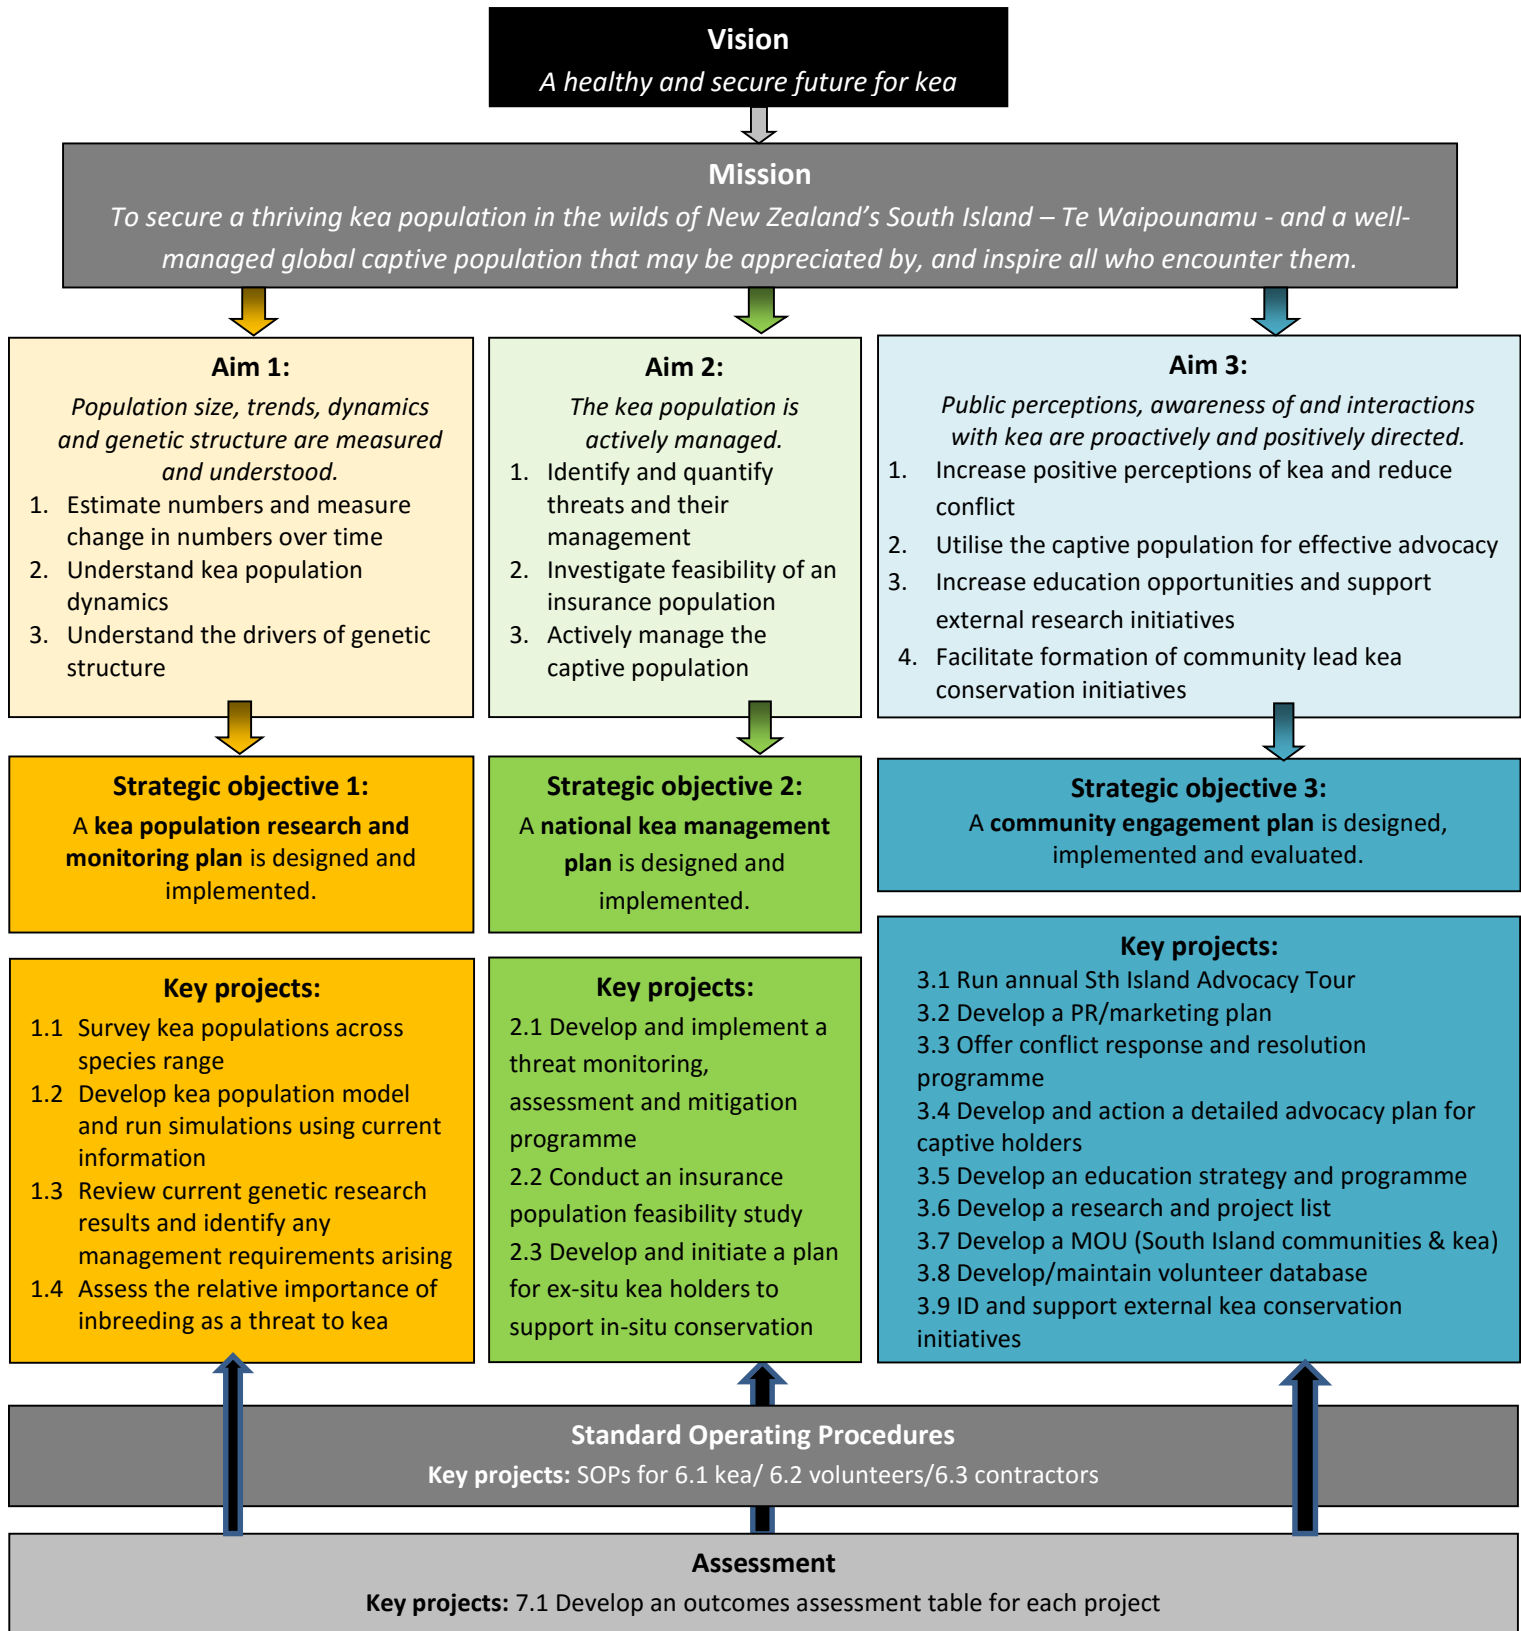 Vision
A healthy and secure future for kea
Mission
To secure a thriving kea population in the wilds of New Zealand's South Island – Te Waipounamu - and a well-
managed global captive population that may be appreciated by, and inspire all who encounter them.
Aim 1:
Population size, trends, dynamics
and genetic structure are measured
and understood.
1. Estimate numbers and measure
change in numbers over time
2. Understand kea population
dynamics
3. Understand the drivers of genetic
structure
Aim 2:
The kea population is
actively managed.
1. Identify and quantify
threats and their
management
2. Investigate feasibility of an
insurance population
3. Actively manage the
captive population
Aim 3:
Public perceptions, awareness of and interactions
with kea are proactively and positively directed.
1. Increase positive perceptions of kea and reduce
conflict
2. Utilise the captive population for effective advocacy
3. Increase education opportunities and support
external research initiatives
4. Facilitate formation of community lead kea
conservation initiatives
Strategic objective 1:
A kea population research and
monitoring plan is designed and
implemented.
Strategic objective 2:
A national kea management
plan is designed and
implemented.
Strategic objective 3:
A community engagement plan is designed,
implemented and evaluated.
Key projects:
1.1 Survey kea populations across
species range
1.2 Develop kea population model
and run simulations using current
information
1.3 Review current genetic research
results and identify any
management requirements arising
1.4 Assess the relative importance of
inbreeding as a threat to kea
Key projects:
2.1 Develop and implement a
threat monitoring,
assessment and mitigation
programme
2.2 Conduct an insurance
population feasibility study
2.3 Develop and initiate a plan
for ex-situ kea holders to
support in-situ conservation
Key projects:
3.1 Run annual Sth Island Advocacy Tour
3.2 Develop a PR/marketing plan
3.3 Offer conflict response and resolution
programme
3.4 Develop and action a detailed advocacy plan for
captive holders
3.5 Develop an education strategy and programme
3.6 Develop a research and project list
3.7 Develop a MOU (South Island communities & kea)
3.8 Develop/maintain volunteer database
3.9 ID and support external kea conservation
initiatives
Standard Operating Procedures
Key projects: SOPs for 6.1 kea/ 6.2 volunteers/6.3 contractors
Assessment
Key projects: 7.1 Develop an outcomes assessment table for each project